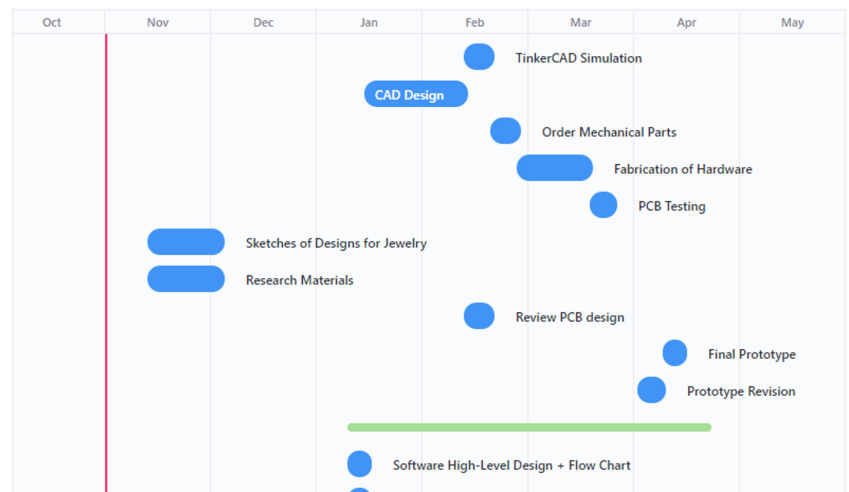 Oct Nov Dec Jan Feb Mar Apr May
TinkerCAD Simulation
CAD Design
Order Mechanical Parts
Fabrication of Hardware
PCB Testing
Sketches of Designs for Jewelry
Research Materials
Review PCB design
Final Prototype
Prototype Revision
Software High-Level Design + Flow Chart